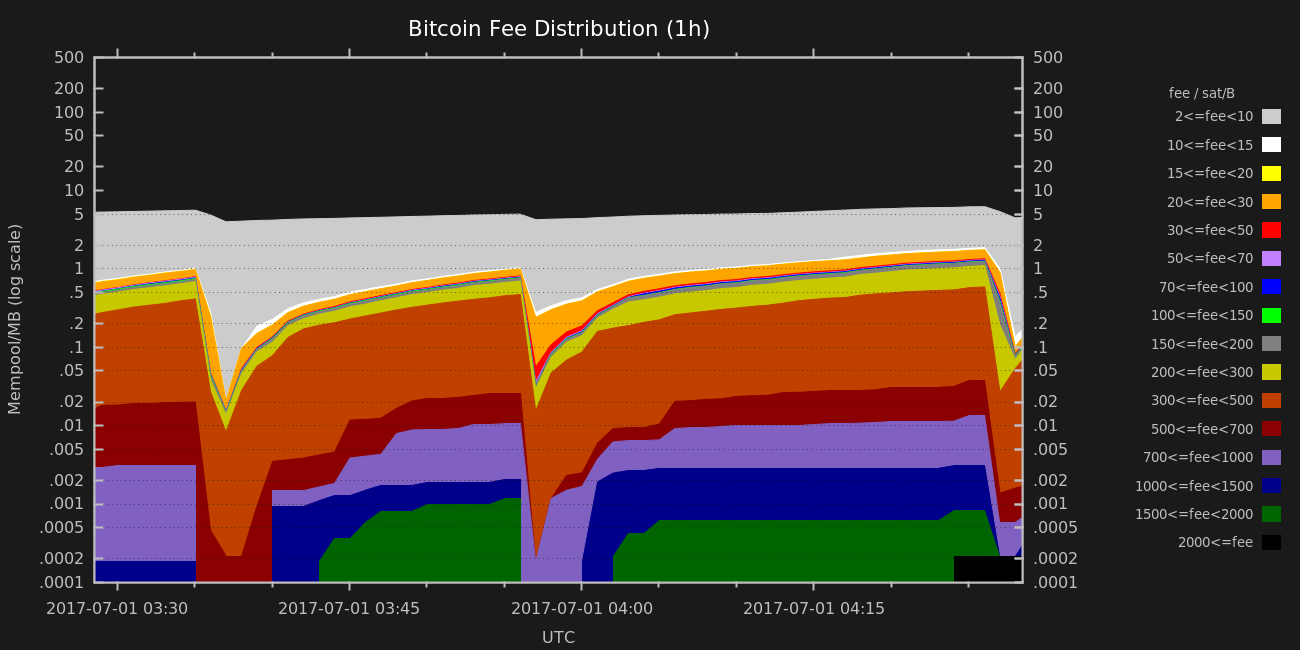 Bitcoin Fee Distribution (1h)
Mempool/MB (log scale)
500
200
100
50
20
10
5
2
1
.5
.2
.1
.05
.02
.01
.005
.002
.001
.0005
.0002
.0001
500
200
100
50
20
10
5
2
1
.5
.2
.1
.05
.02
.01
.005
.002
.001
.0005
.0002
.0001
2017-07-01 03:30
2017-07-01 03:45
2017-07-01 04:00
2017-07-01 04:15
UTC
fee / sat/B
2<=fee<10
10<=fee<15
15<=fee<20
20<=fee<30
30<=fee<50
50<=fee<70
70<=fee<100
100<=fee<150
150<=fee<200
200<=fee<300
300<=fee<500
500<=fee<700
700<=fee<1000
1000<=fee<1500
1500<=fee<2000
2000<=fee